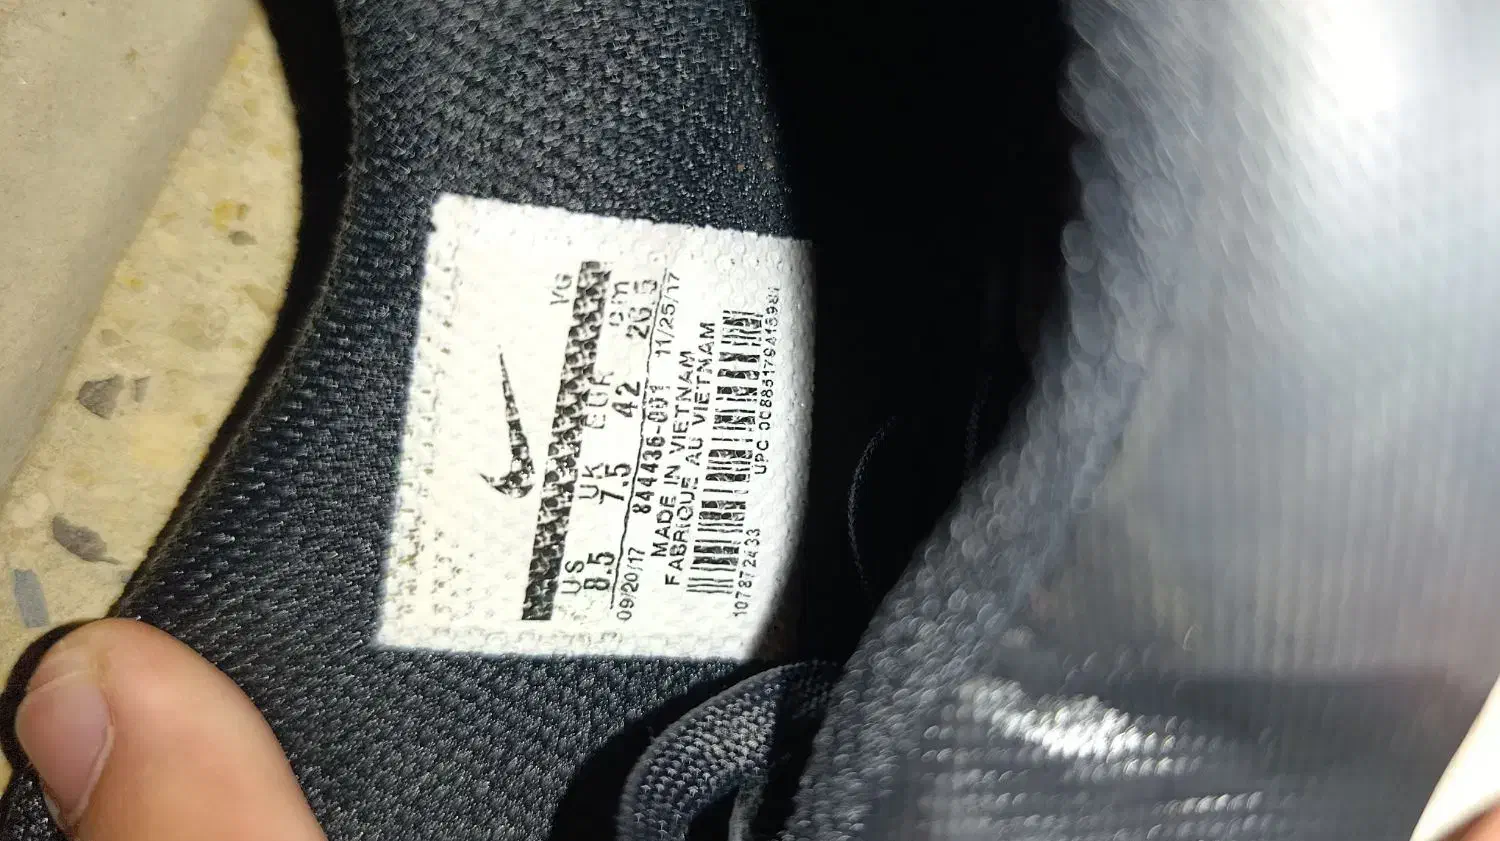 VG
US UK EUR cm
8.5 7.5 42 26.5
09/20/17 844436-001 11/25/17
MADE IN VIETNAM
FABRIQUE AU VIETNAM
107872433 UPC